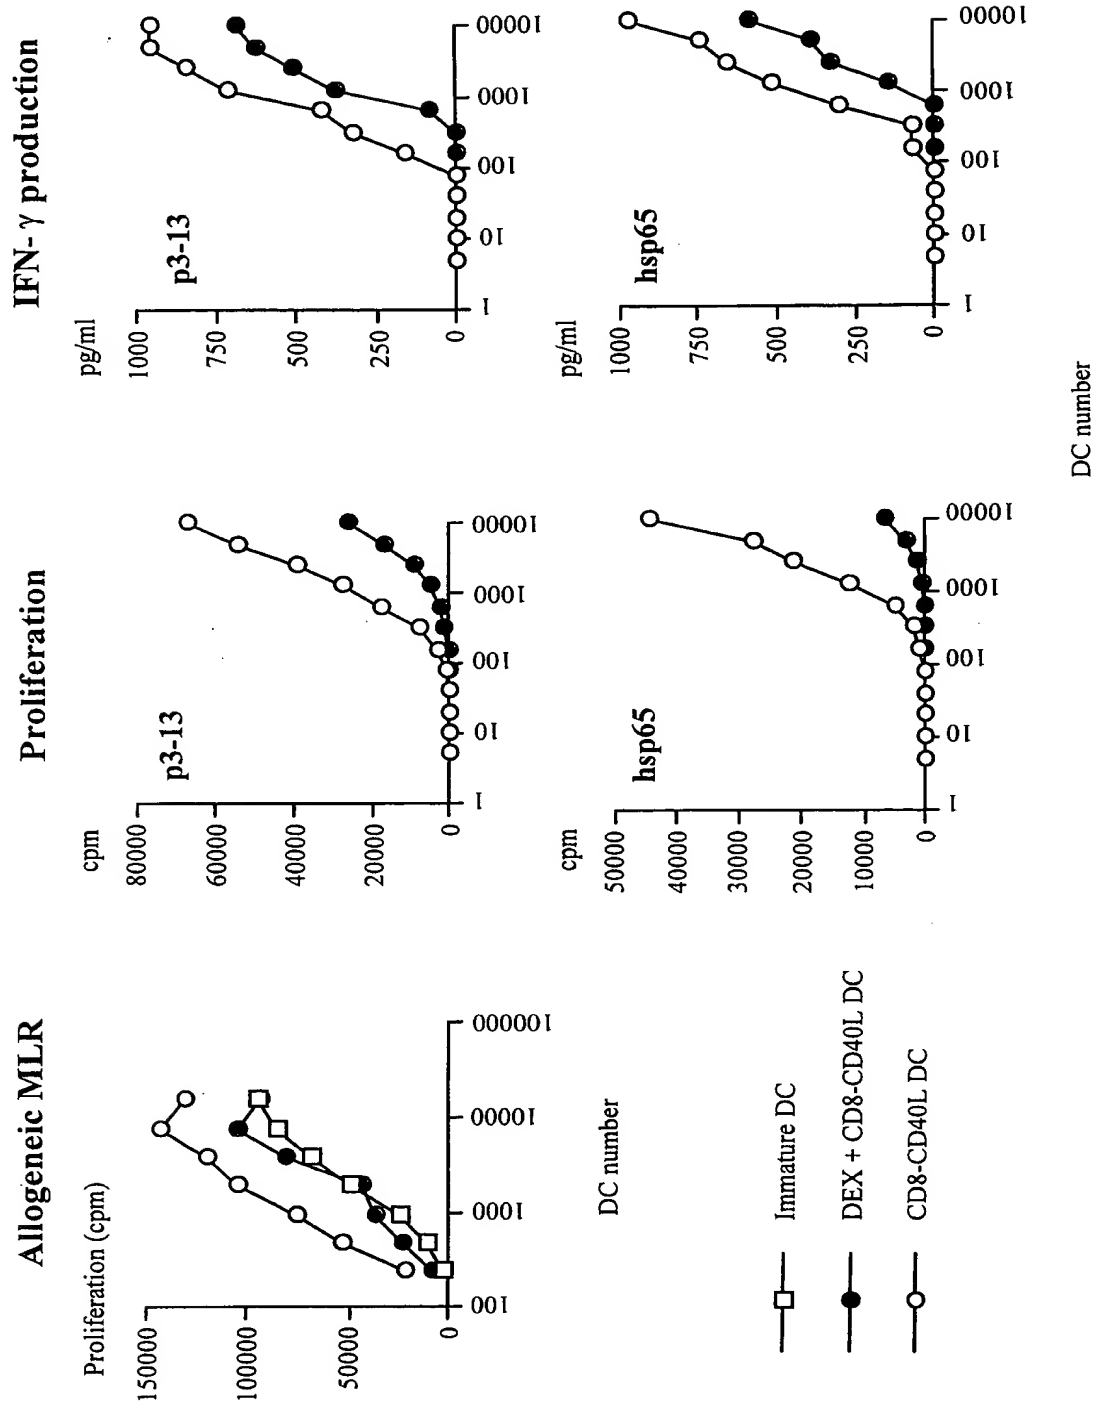 Allogeneic MLR
Proliferation (cpm)
150000
100000
50000
0
100
1000
10000
100000
DC number
Immature DC
DEX + CD8-CD40L DC
CD8-CD40L DC
Proliferation
cpm
p3-13
80000
60000
40000
20000
0
1
10
100
1000
10000
cpm
hsp65
50000
40000
30000
20000
10000
0
1
10
100
1000
10000
IFN- γ production
pg/ml
p3-13
1000
750
500
250
0
1
10
100
1000
10000
pg/ml
hsp65
1000
750
500
250
0
1
10
100
1000
10000
DC number